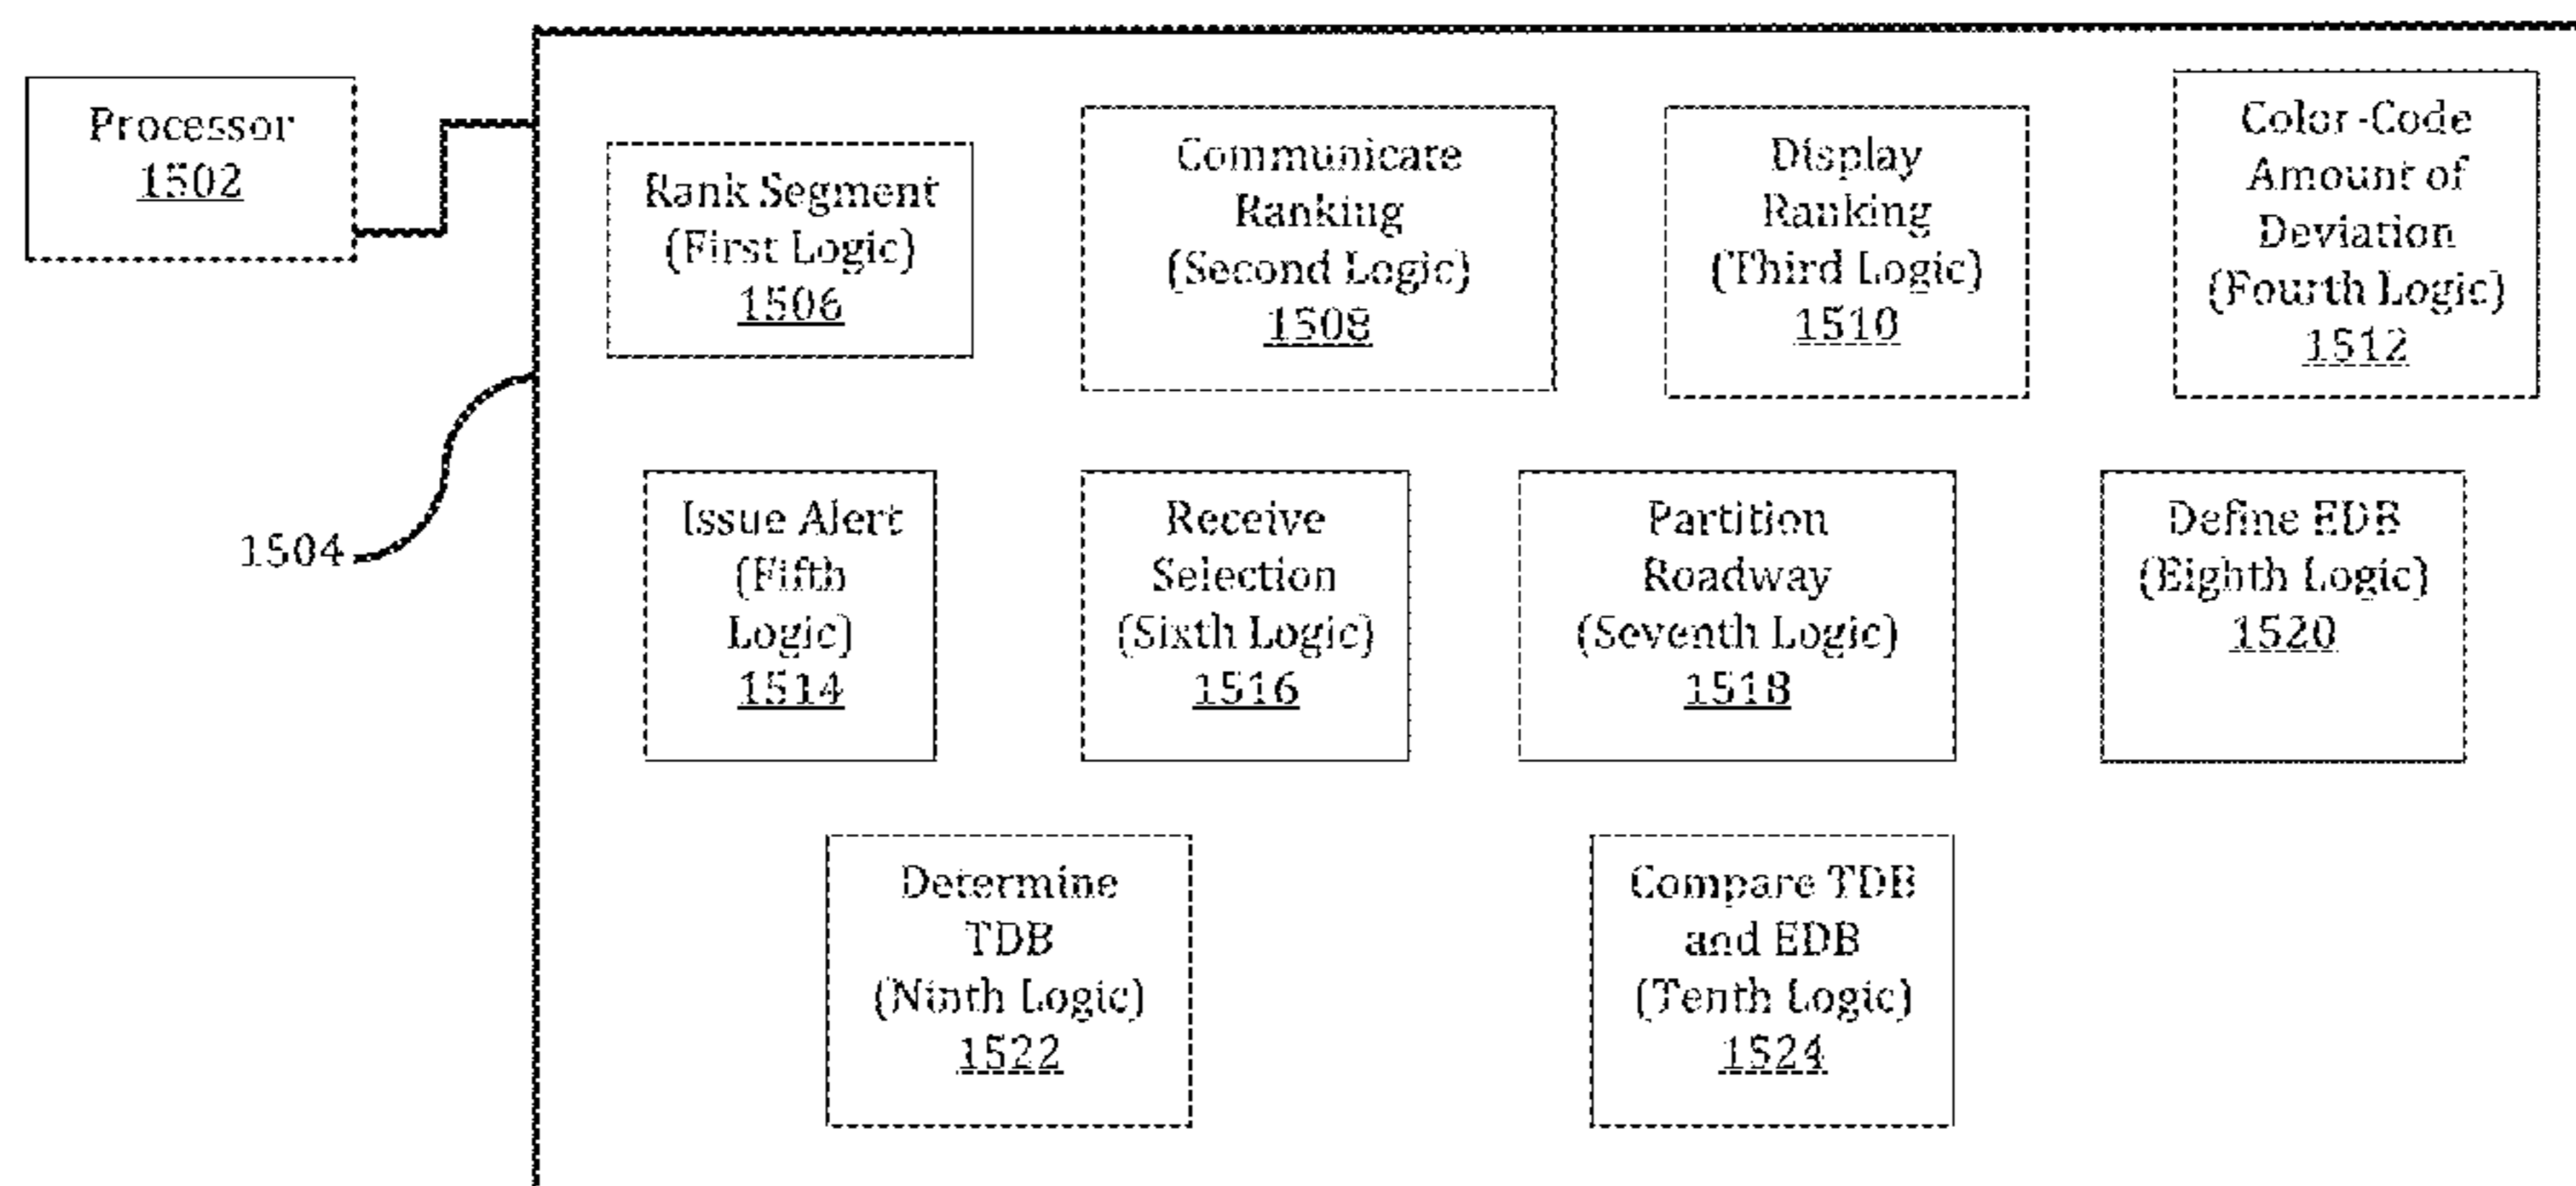 Processor
1502
Rank Segment
(First Logic)
1506
Communicate
Ranking
(Second Logic)
1508
Display
Ranking
(Third Logic)
1510
Color-Code
Amount of
Deviation
(Fourth Logic)
1512
1504
Issue Alert
(Fifth
Logic)
1514
Receive
Selection
(Sixth Logic)
1516
Partition
Roadway
(Seventh Logic)
1518
Define EDB
(Eighth Logic)
1520
Determine
TDB
(Ninth Logic)
1522
Compare TDB
and EDB
(Tenth Logic)
1524